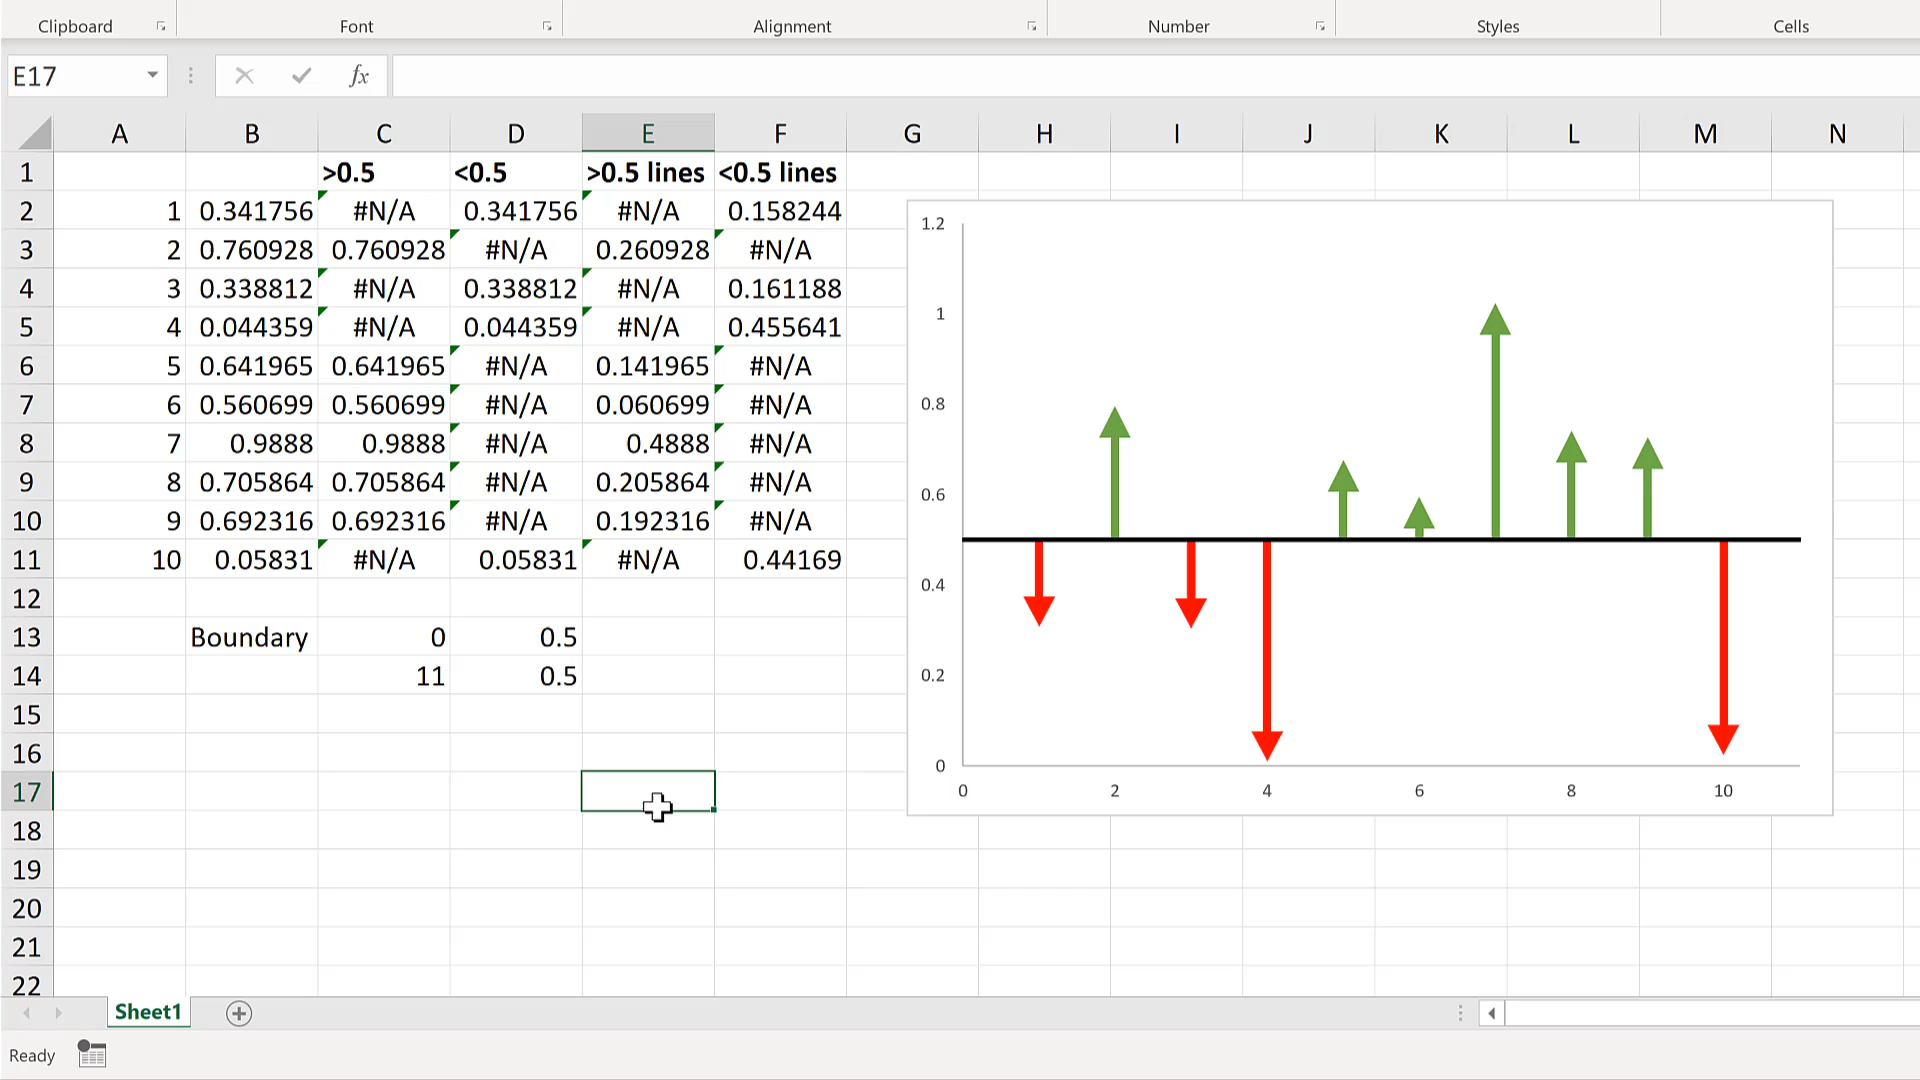 Clipboard Font Alignment Number Styles Cells
E17 fx
A B C D E F G H I J K L M N
1 >0.5 <0.5 >0.5 lines <0.5 lines
2 1 0.341756 #N/A 0.341756 #N/A 0.158244
3 2 0.760928 0.760928 #N/A 0.260928 #N/A
4 3 0.338812 #N/A 0.338812 #N/A 0.161188
5 4 0.044359 #N/A 0.044359 #N/A 0.455641
6 5 0.641965 0.641965 #N/A 0.141965 #N/A
7 6 0.560699 0.560699 #N/A 0.060699 #N/A
8 7 0.9888 0.9888 #N/A 0.4888 #N/A
9 8 0.705864 0.705864 #N/A 0.205864 #N/A
10 9 0.692316 0.692316 #N/A 0.192316 #N/A
11 10 0.05831 #N/A 0.05831 #N/A 0.44169
12
13 Boundary 0 0.5
14 11 0.5
15
16
17
18
19
20
21
22
1.2
1
0.8
0.6
0.4
0.2
0
0 2 4 6 8 10
Sheet1
Ready